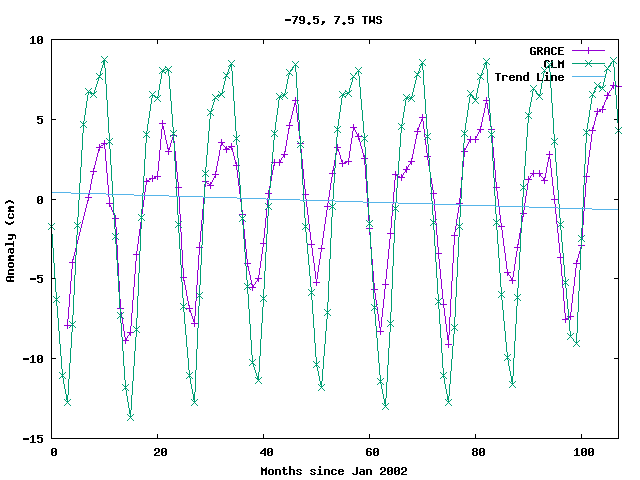 -79.5, 7.5 TWS
GRACE
CLM
Trend Line
10
5
0
-5
-10
-15
Anomaly (cm)
0 20 40 60 80 100
Months since Jan 2002